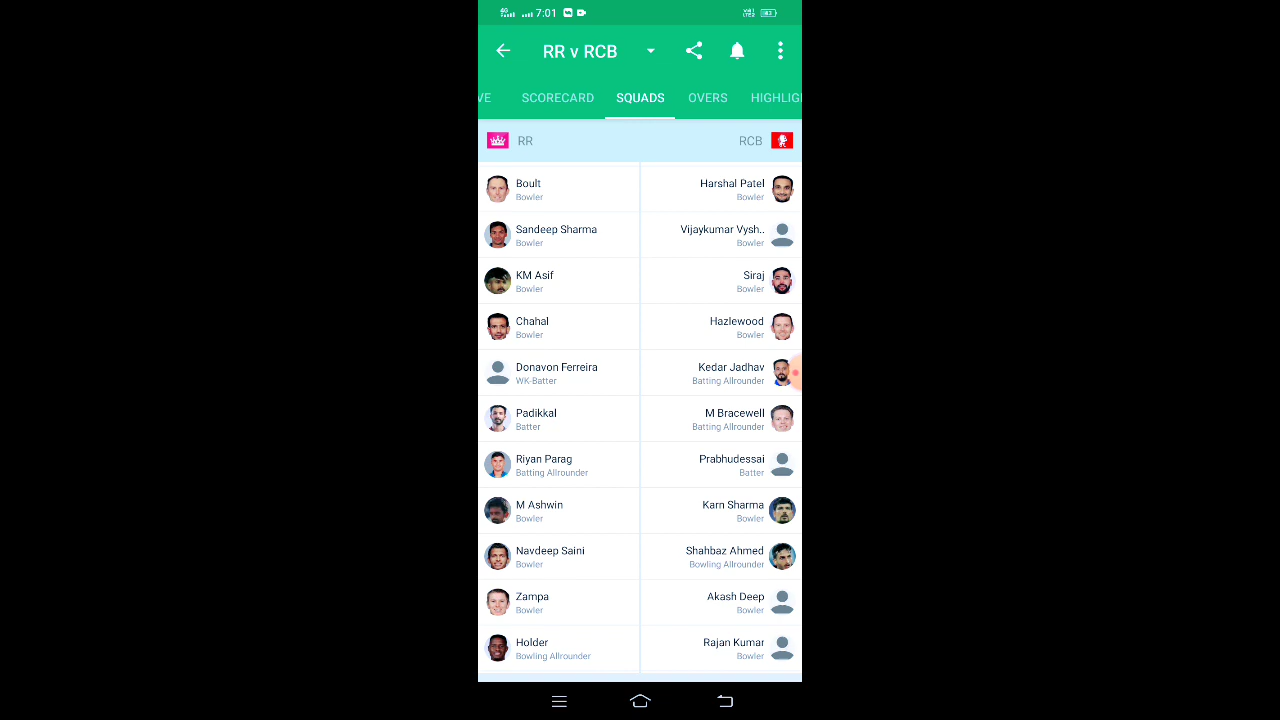 7:01
RR v RCB
VE SCORECARD SQUADS OVERS HIGHLIG
RR RCB
Boult Harshal Patel
Bowler Bowler
Sandeep Sharma Vijaykumar Vysh..
Bowler Bowler
KM Asif Siraj
Bowler Bowler
Chahal Hazlewood
Bowler Bowler
Donavon Ferreira Kedar Jadhav
WK-Batter Batting Allrounder
Padikkal M Bracewell
Batter Batting Allrounder
Riyan Parag Prabhudessai
Batting Allrounder Batter
M Ashwin Karn Sharma
Bowler Bowler
Navdeep Saini Shahbaz Ahmed
Bowler Bowling Allrounder
Zampa Akash Deep
Bowler Bowler
Holder Rajan Kumar
Bowling Allrounder Bowler